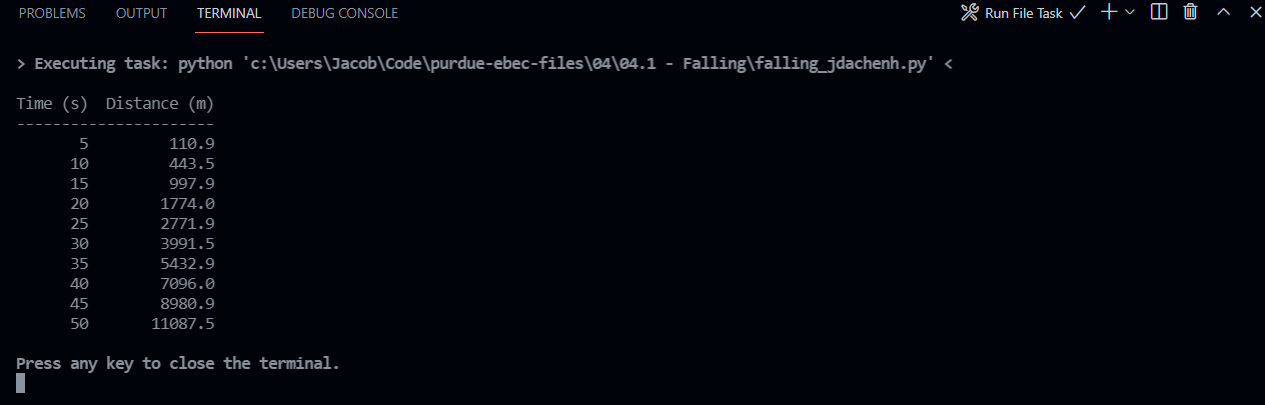 PROBLEMS OUTPUT TERMINAL DEBUG CONSOLE Run File Task
> Executing task: python 'c:\Users\Jacob\Code\purdue-ebec-files\04\04.1 - Falling\falling_jdachenh.py' <
Time (s)  Distance (m)
----------------------
       5         110.9
      10         443.5
      15         997.9
      20        1774.0
      25        2771.9
      30        3991.5
      35        5432.9
      40        7096.0
      45        8980.9
      50       11087.5
Press any key to close the terminal.